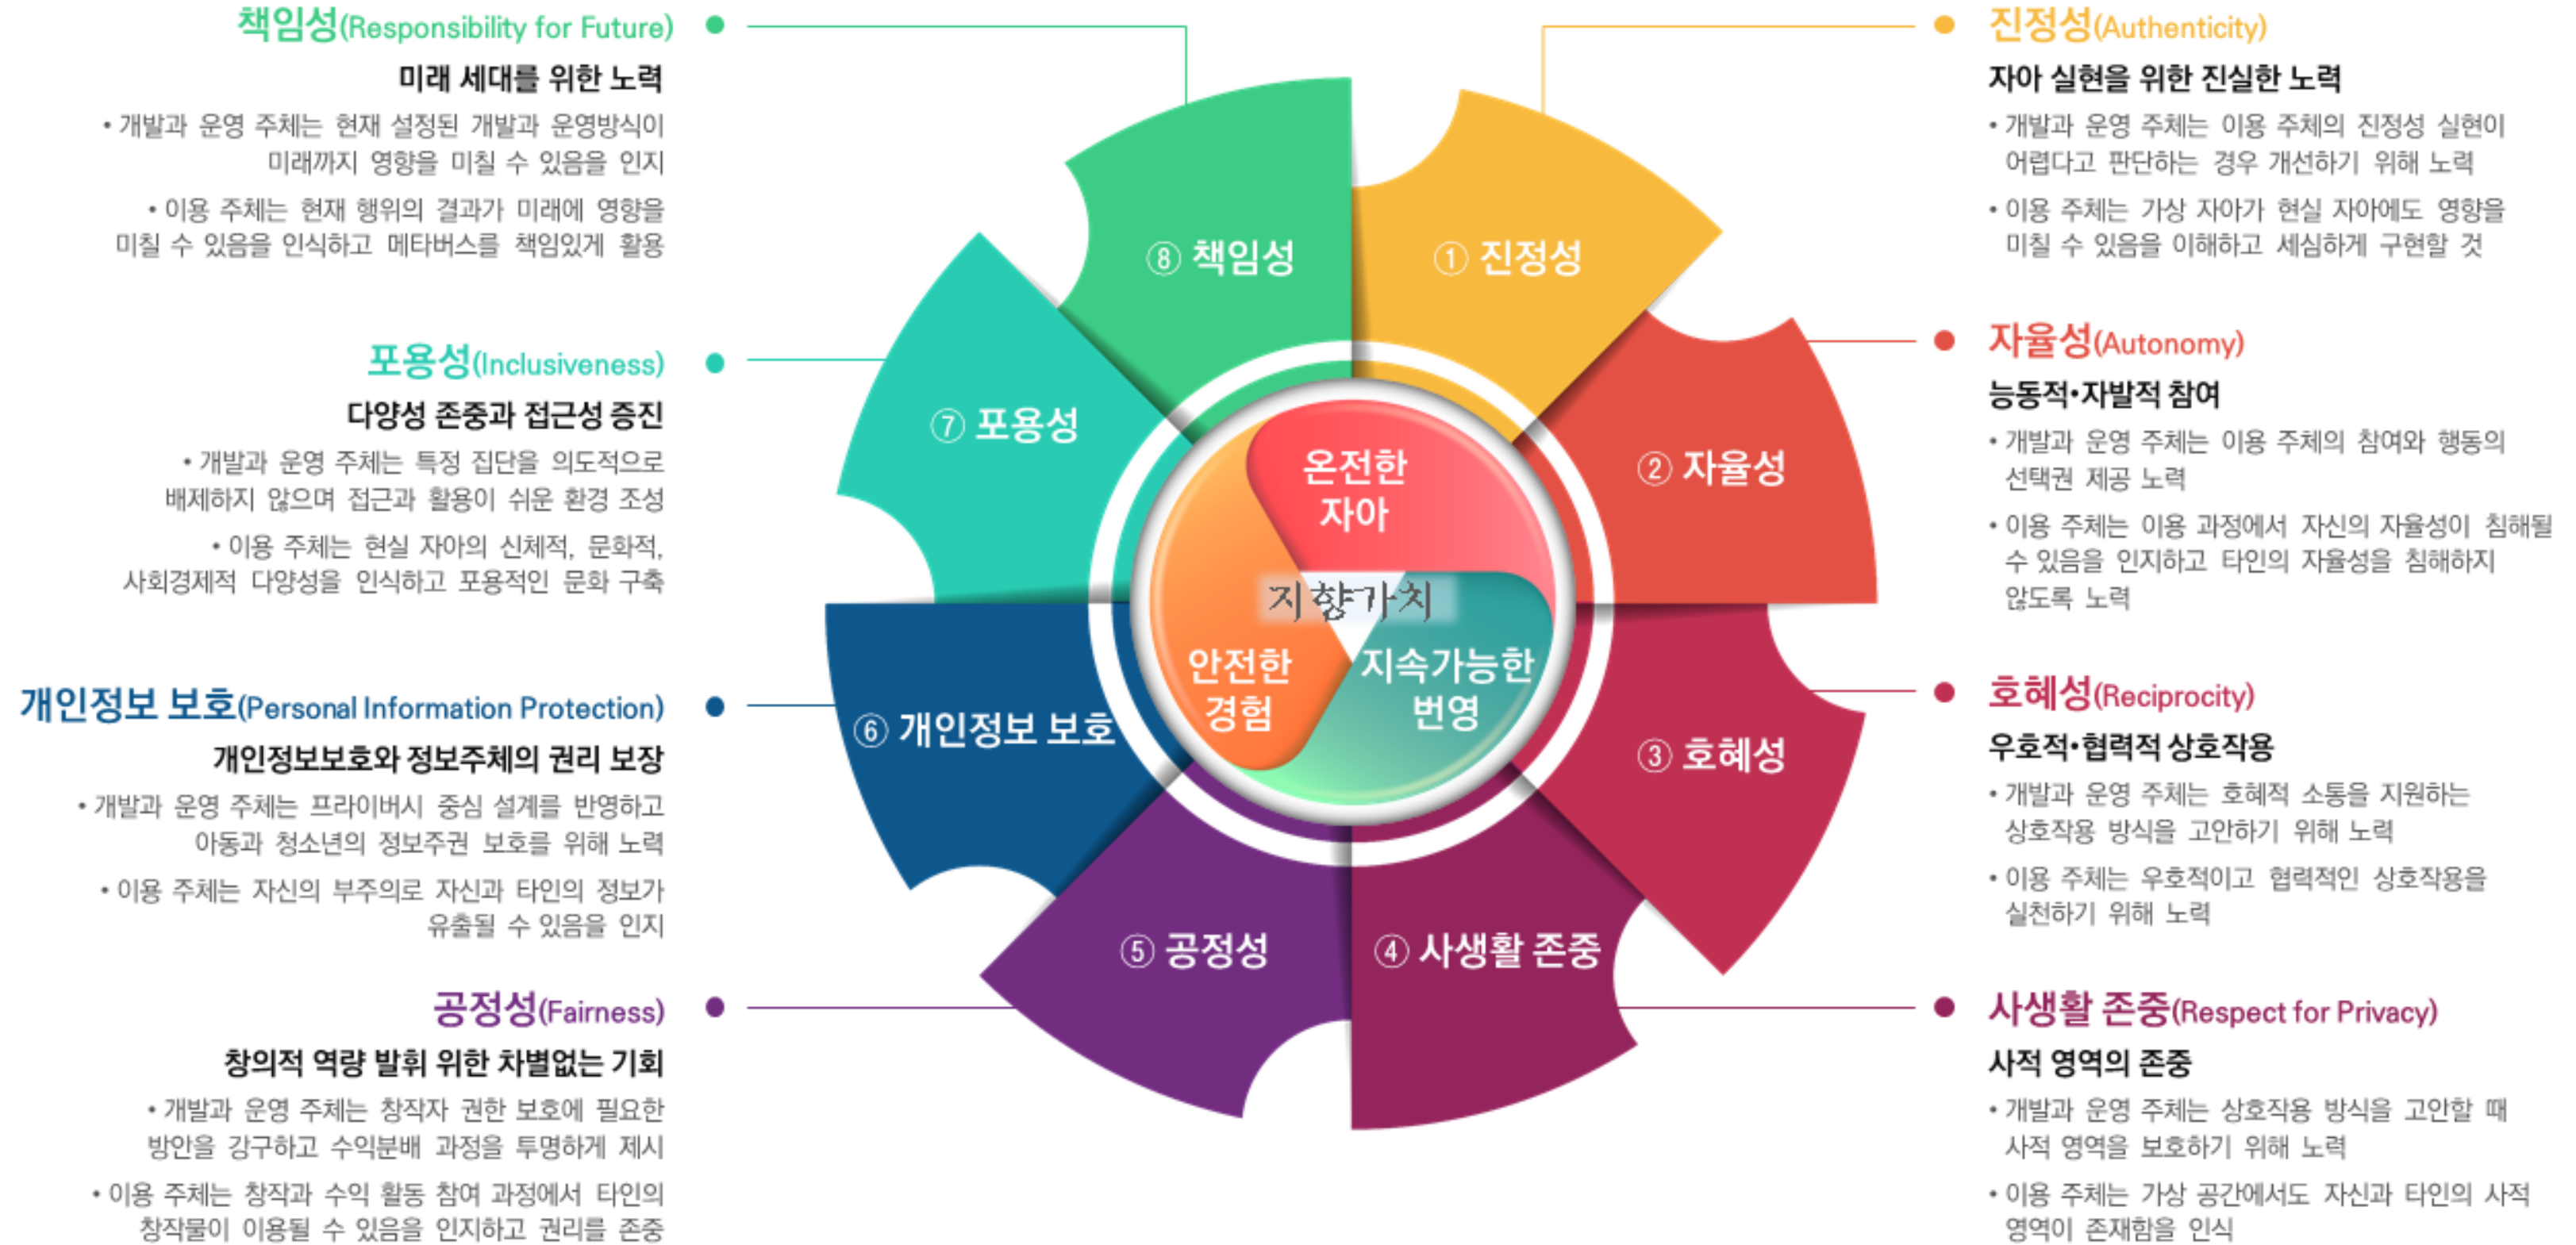 책임성(Responsibility for Future)
미래 세대를 위한 노력
• 개발과 운영 주체는 현재 설정된 개발과 운영방식이
미래까지 영향을 미칠 수 있음을 인지
• 이용 주체는 현재 행위의 결과가 미래에 영향을
미칠 수 있음을 인식하고 메타버스를 책임있게 활용
포용성(Inclusiveness)
다양성 존중과 접근성 증진
• 개발과 운영 주체는 특정 집단을 의도적으로
배제하지 않으며 접근과 활용이 쉬운 환경 조성
• 이용 주체는 현실 자아의 신체적, 문화적,
사회경제적 다양성을 인식하고 포용적인 문화 구축
개인정보 보호(Personal Information Protection)
개인정보보호와 정보주체의 권리 보장
• 개발과 운영 주체는 프라이버시 중심 설계를 반영하고
아동과 청소년의 정보주권 보호를 위해 노력
• 이용 주체는 자신의 부주의로 자신과 타인의 정보가
유출될 수 있음을 인지
공정성(Fairness)
창의적 역량 발휘 위한 차별없는 기회
• 개발과 운영 주체는 창작자 권한 보호에 필요한
방안을 강구하고 수익분배 과정을 투명하게 제시
• 이용 주체는 창작과 수익 활동 참여 과정에서 타인의
창작물이 이용될 수 있음을 인지하고 권리를 존중
⑧ 책임성
① 진정성
⑦ 포용성
② 자율성
⑥ 개인정보 보호
③ 호혜성
⑤ 공정성
④ 사생활 존중
온전한
자아
지향가치
안전한
경험
지속가능한
번영
진정성(Authenticity)
자아 실현을 위한 진실한 노력
• 개발과 운영 주체는 이용 주체의 진정성 실현이
어렵다고 판단하는 경우 개선하기 위해 노력
• 이용 주체는 가상 자아가 현실 자아에도 영향을
미칠 수 있음을 이해하고 세심하게 구현할 것
자율성(Autonomy)
능동적•자발적 참여
• 개발과 운영 주체는 이용 주체의 참여와 행동의
선택권 제공 노력
• 이용 주체는 이용 과정에서 자신의 자율성이 침해될
수 있음을 인지하고 타인의 자율성을 침해하지
않도록 노력
호혜성(Reciprocity)
우호적•협력적 상호작용
• 개발과 운영 주체는 호혜적 소통을 지원하는
상호작용 방식을 고안하기 위해 노력
• 이용 주체는 우호적이고 협력적인 상호작용을
실천하기 위해 노력
사생활 존중(Respect for Privacy)
사적 영역의 존중
• 개발과 운영 주체는 상호작용 방식을 고안할 때
사적 영역을 보호하기 위해 노력
• 이용 주체는 가상 공간에서도 자신과 타인의 사적
영역이 존재함을 인식